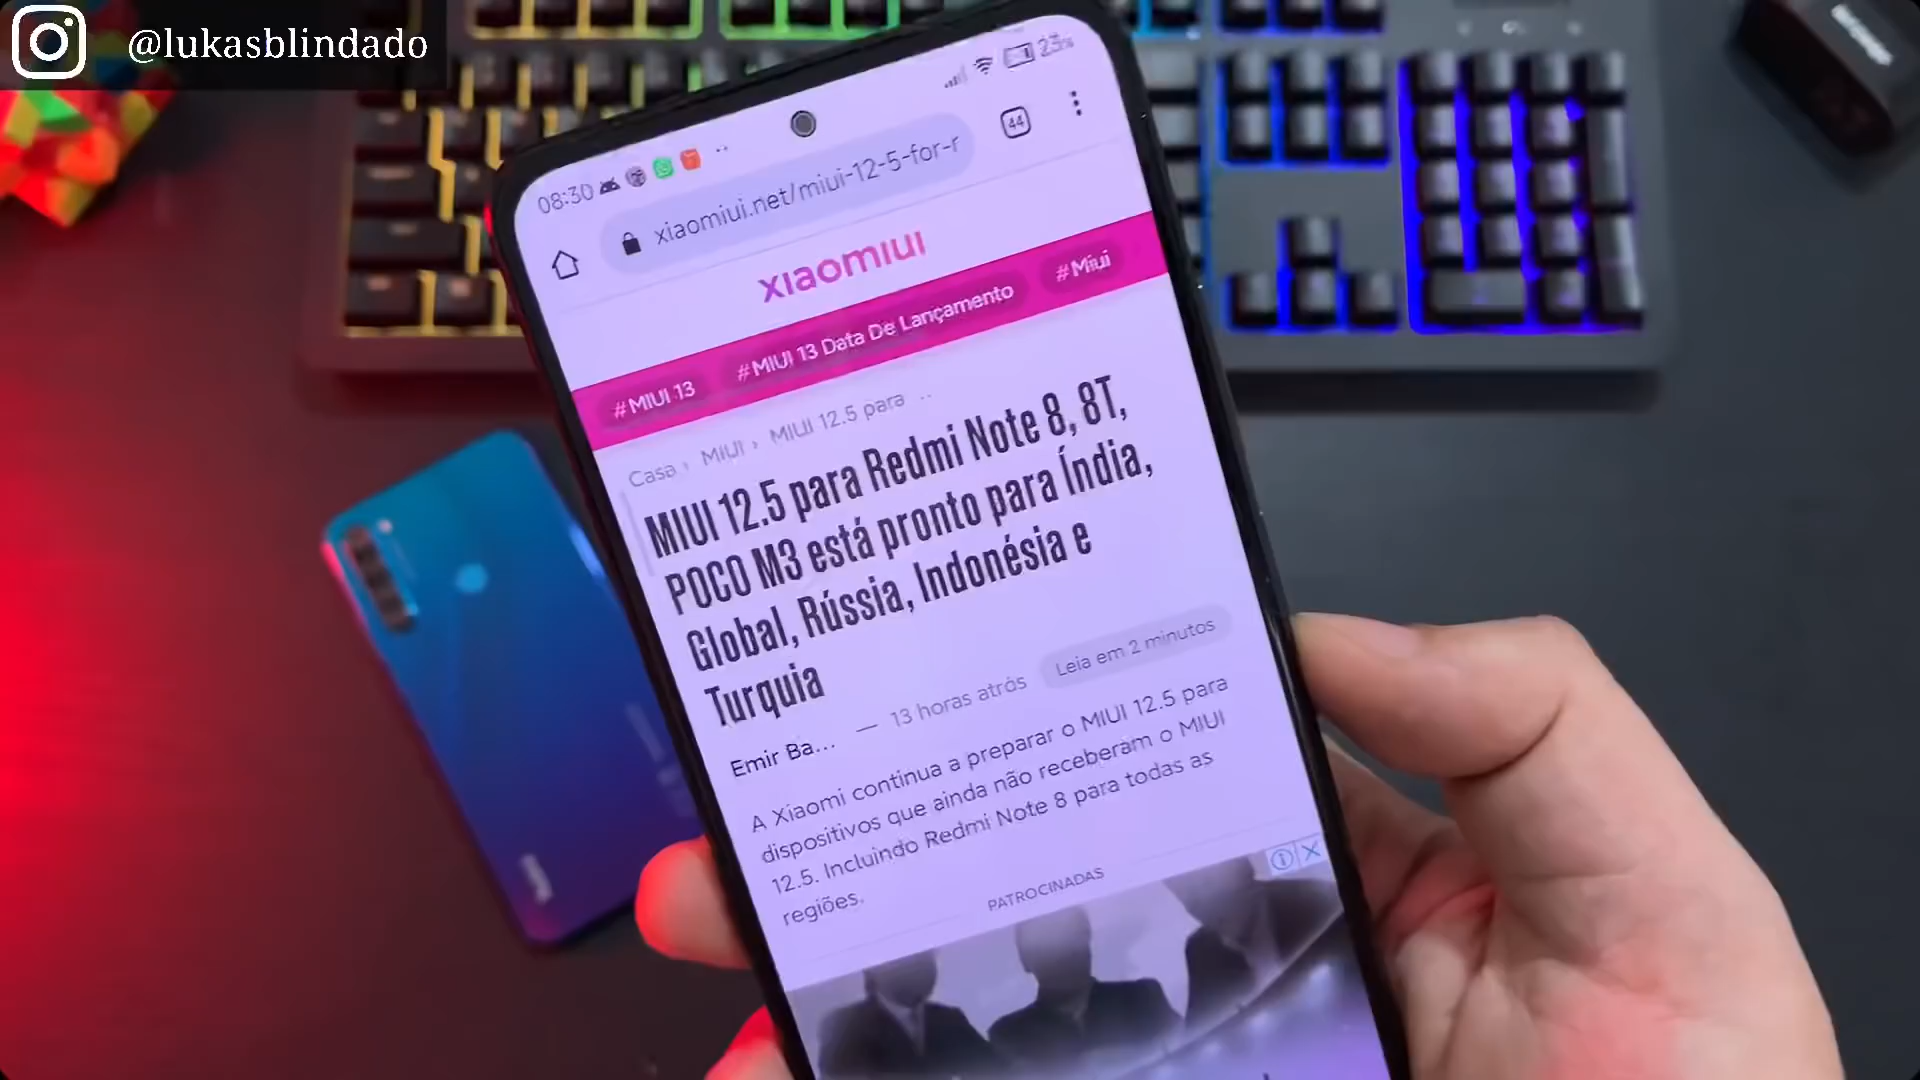 @lukasblindado
08:30
23%
xiaomiui.net/miui-12-5-for-r
44
xiaomiui
#MIUI 13 #MIUI 13 Data De Lançamento #Miui
Casa › MIUI › MIUI 12.5 para ..
MIUI 12.5 para Redmi Note 8, 8T,
POCO M3 está pronto para Índia,
Global, Rússia, Indonésia e
Turquia
Emir Ba... — 13 horas atrás Leia em 2 minutos
A Xiaomi continua a preparar o MIUI 12.5 para
dispositivos que ainda não receberam o MIUI
12.5. Incluindo Redmi Note 8 para todas as
regiões.
PATROCINADAS